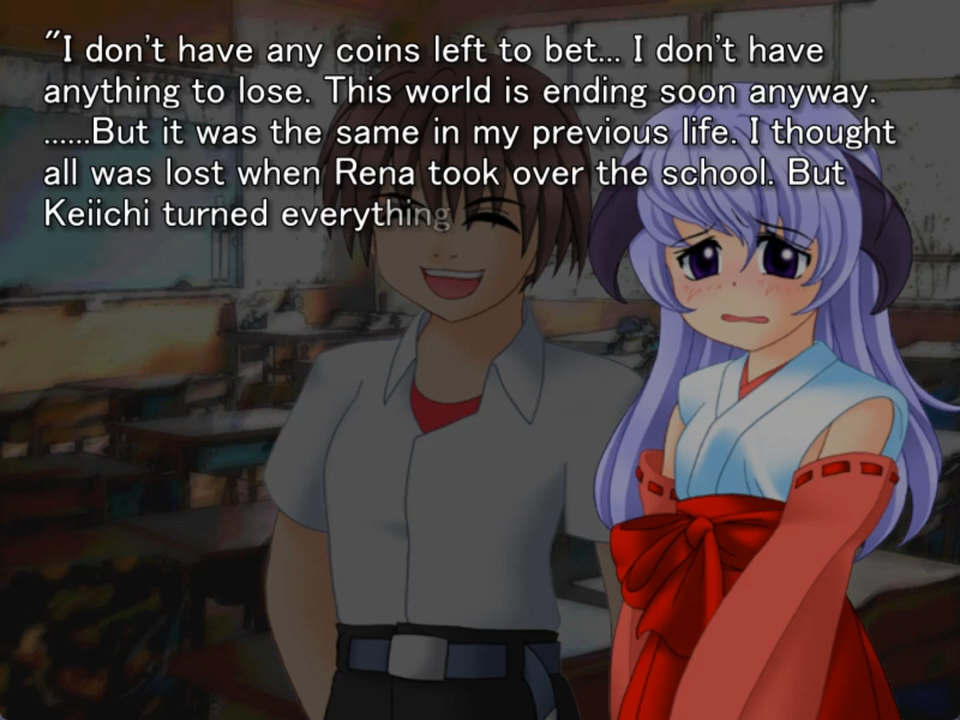 "I don't have any coins left to bet... I don't have
anything to lose. This world is ending soon anyway.
......But it was the same in my previous life. I thought
all was lost when Rena took over the school. But
Keiichi turned everything